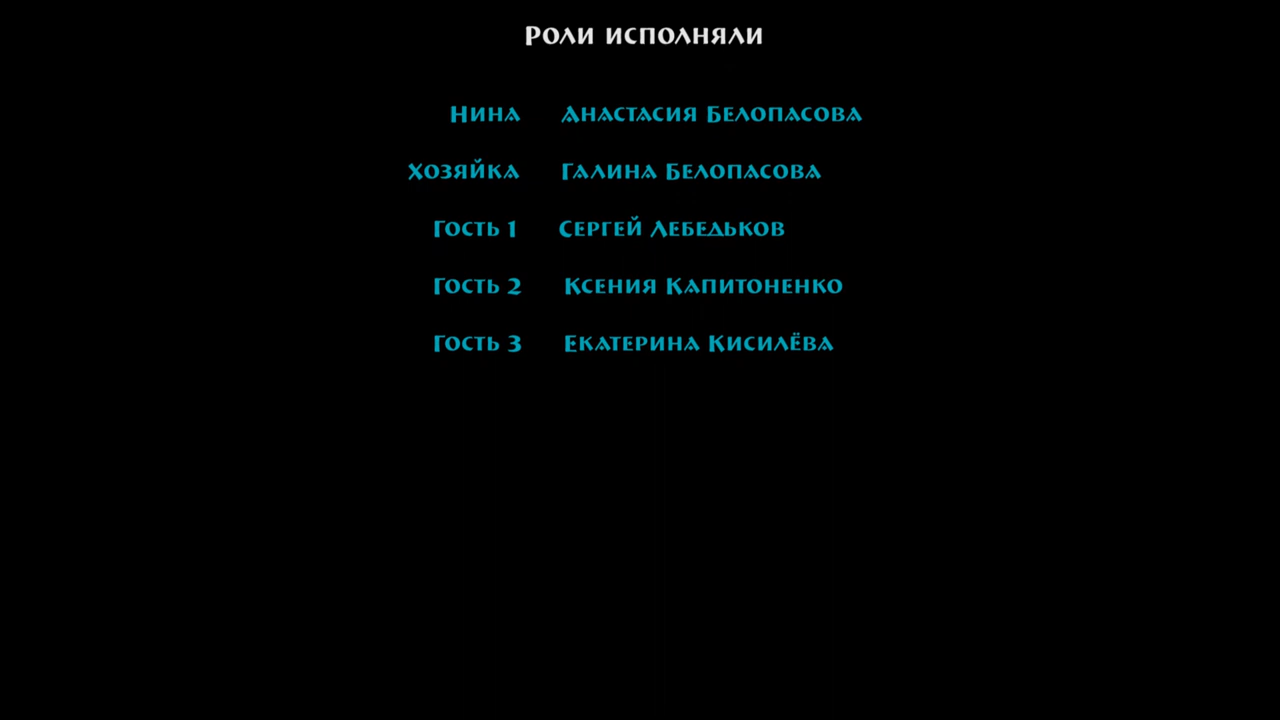 Роли исполняли
Нина Анастасия Белопасова
Хозяйка Галина Белопасова
Гость 1 Сергей Лебедьков
Гость 2 Ксения Капитоненко
Гость 3 Екатерина Кисилёва